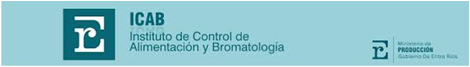 ICAB
Instituto de Control de
Alimentación y Bromatología
Ministerio de
PRODUCCIÓN
Gobierno De Entre Ríos